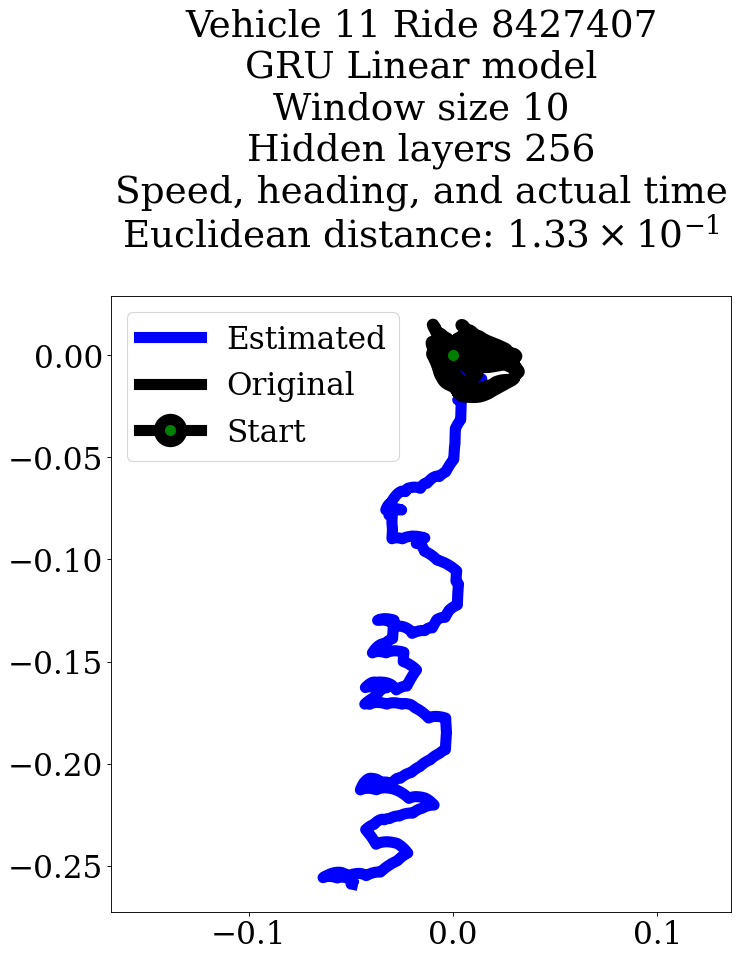 Vehicle 11 Ride 8427407
GRU Linear model
Window size 10
Hidden layers 256
Speed, heading, and actual time
Euclidean distance: 1.33 × 10⁻¹
Estimated
Original
Start
0.00
−0.05
−0.10
−0.15
−0.20
−0.25
−0.1 0.0 0.1